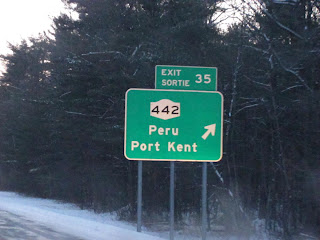 EXIT 35
SORTIE
442
Peru
Port Kent